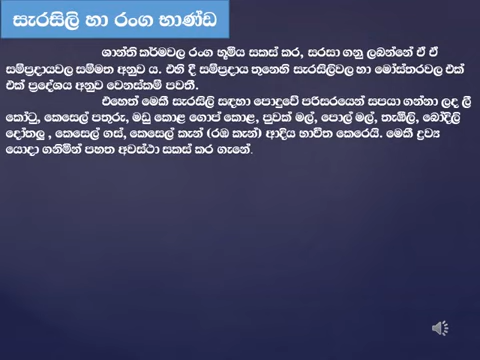 සැරසිලි හා රංග භාණ්ඩ
ශාන්ති කර්මවල රංග භූමිය සකස් කර, සරසා ගනු ලබන්නේ ඒ ඒ
සම්ප්‍රදායවල සම්මත අනුව ය. එහි දී සම්ප්‍රදාය තුනෙහි සැරසිලිවල හා මෝස්තරවල එක්
එක් ප්‍රදේශය අනුව වෙනස්කම් පවතී.
එහෙත් මෙකී සැරසිලි සඳහා පොදුවේ පරිසරයෙන් සපයා ගන්නා ලද ලී
කෝටු, කෙසෙල් පතුරු, මඩු කොළ ගොප් කොළ, පුවක් මල්, පොල් මල්, තැඹිලි, බෝදිලි
දෝතලු , කෙසෙල් ගස්, කෙසෙල් කැන් (රඹ කැන්) ආදිය භාවිත කෙරෙයි. මෙකී ද්‍රව්‍ය
යොදා ගනිමින් පහත අවස්ථා සකස් කර ගැනේ.